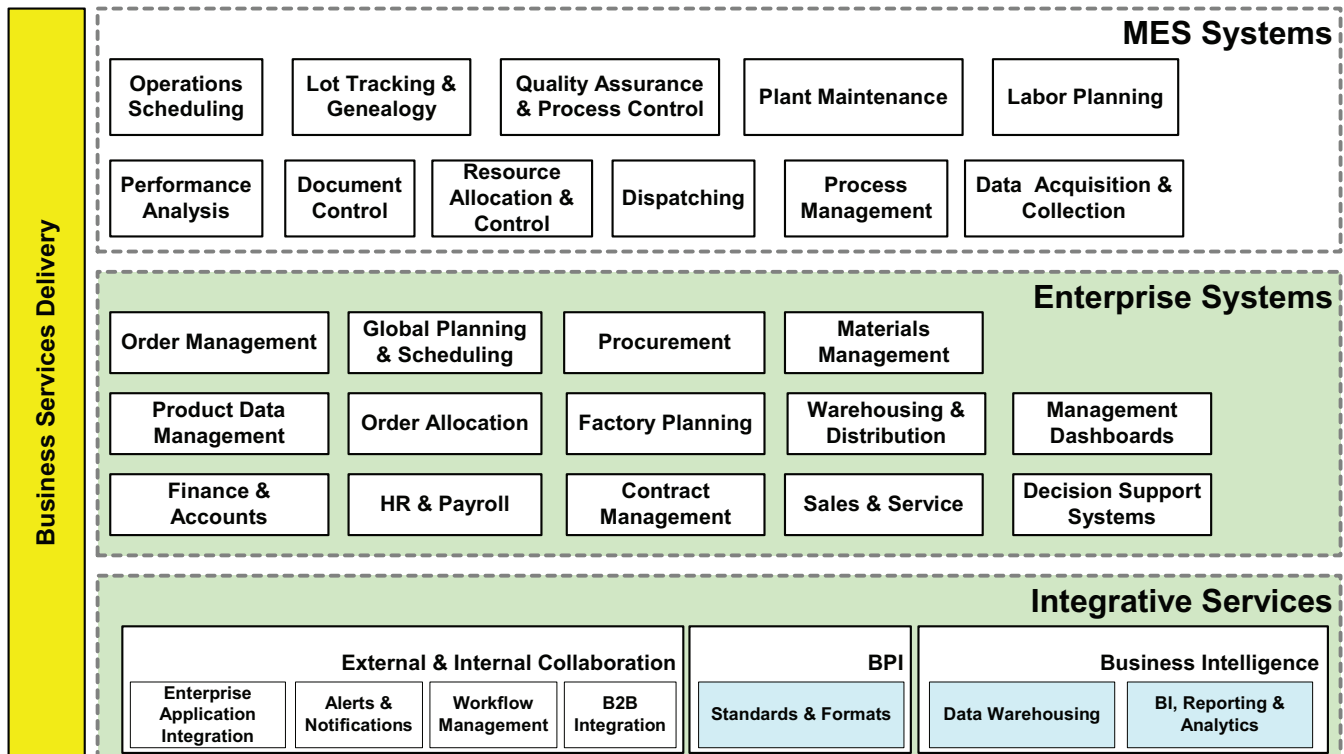 Business Services Delivery
MES Systems
Operations
Scheduling
Lot Tracking &
Genealogy
Quality Assurance
& Process Control
Plant Maintenance
Labor Planning
Performance
Analysis
Document
Control
Resource
Allocation &
Control
Dispatching
Process
Management
Data Acquisition &
Collection
Enterprise Systems
Order Management
Global Planning
& Scheduling
Procurement
Materials
Management
Product Data
Management
Order Allocation
Factory Planning
Warehousing &
Distribution
Management
Dashboards
Finance &
Accounts
HR & Payroll
Contract
Management
Sales & Service
Decision Support
Systems
Integrative Services
External & Internal Collaboration
Enterprise
Application
Integration
Alerts &
Notifications
Workflow
Management
B2B
Integration
BPI
Standards & Formats
Business Intelligence
Data Warehousing
BI, Reporting &
Analytics